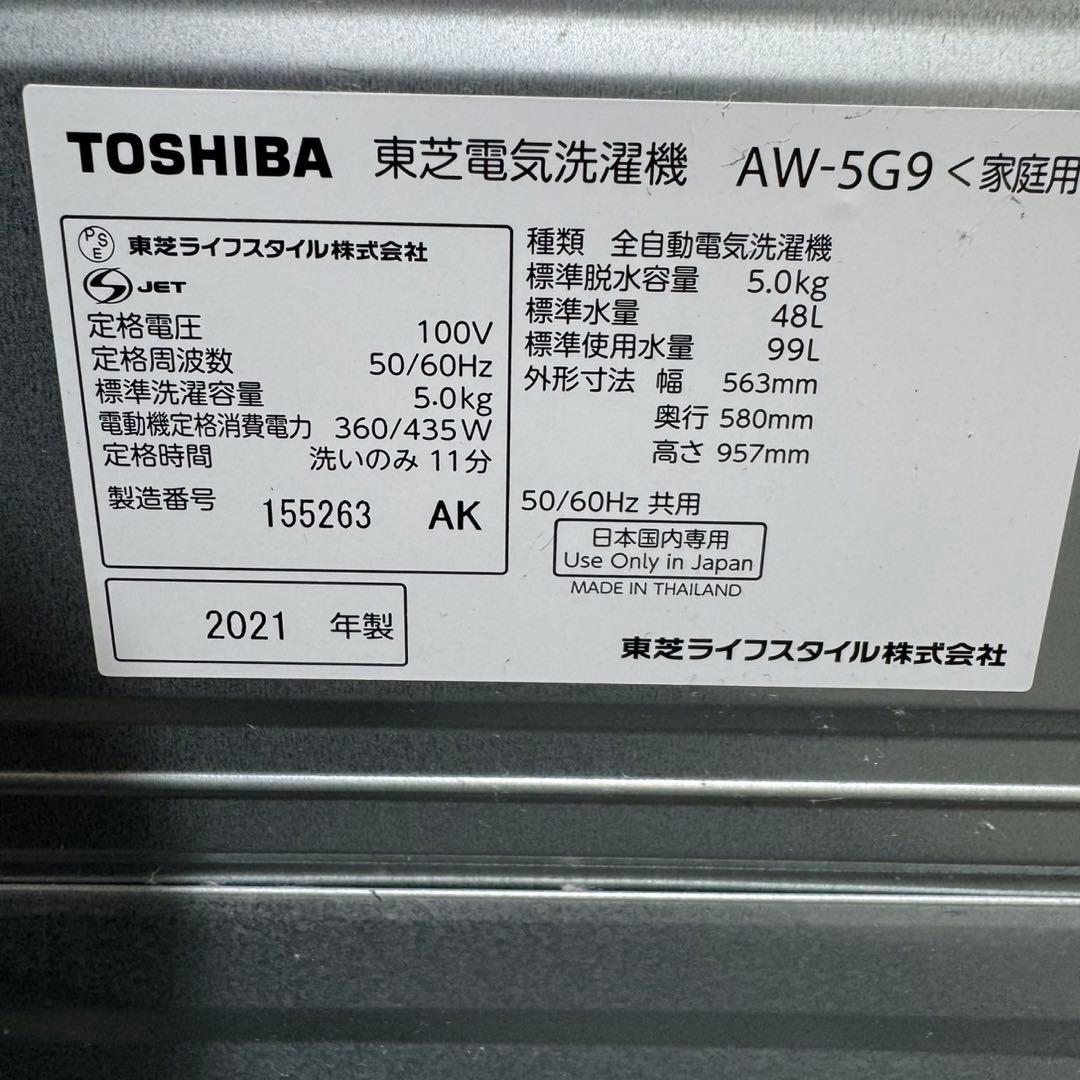 TOSHIBA 東芝電気洗濯機 AW-5G9 <家庭用
PSE 東芝ライフスタイル株式会社
S JET
定格電圧 100V
定格周波数 50/60Hz
標準洗濯容量 5.0kg
電動機定格消費電力 360/435W
定格時間 洗いのみ 11分
製造番号 155263 AK
2021 年製
種類 全自動電気洗濯機
標準脱水容量 5.0kg
標準水量 48L
標準使用水量 99L
外形寸法 幅 563mm
奥行 580mm
高さ 957mm
50/60Hz 共用
日本国内専用
Use Only in Japan
MADE IN THAILAND
東芝ライフスタイル株式会社